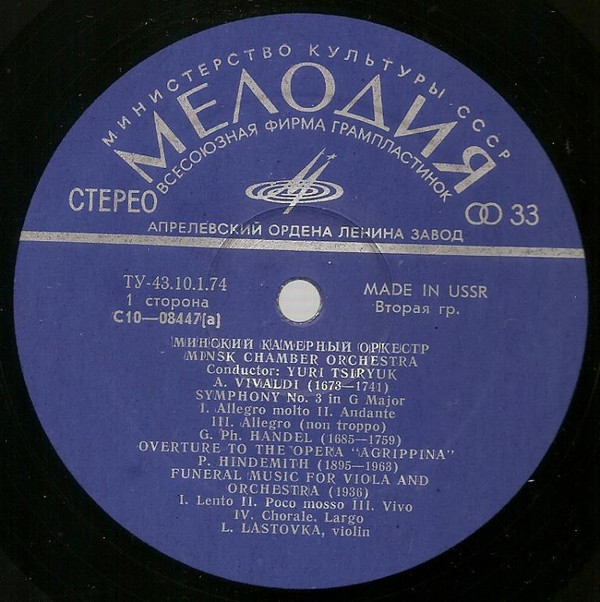 МИНИСТЕРСТВО КУЛЬТУРЫ СССР
МЕЛОДИЯ
ВСЕСОЮЗНАЯ ФИРМА ГРАМПЛАСТИНОК
СТЕРЕО
33
АПРЕЛЕВСКИЙ ОРДЕНА ЛЕНИНА ЗАВОД
ТУ-43.10.1.74
1 сторона
С10—08447(а)
MADE IN USSR
Вторая гр.
МИНСКИЙ КАМЕРНЫЙ ОРКЕСТР
MINSK CHAMBER ORCHESTRA
Conductor: YURI TSIRYUK
A. VIVALDI (1673—1741)
SYMPHONY No. 3 in G Major
I. Allegro molto II. Andante
III. Allegro (non troppo)
G. Ph. HANDEL (1685—1759)
OVERTURE TO THE OPERA "AGRIPPINA"
P. HINDEMITH (1895—1963)
FUNERAL MUSIC FOR VIOLA AND
ORCHESTRA (1936)
I. Lento II. Poco mosso III. Vivo
IV. Chorale. Largo
L. LASTOVKA, violin